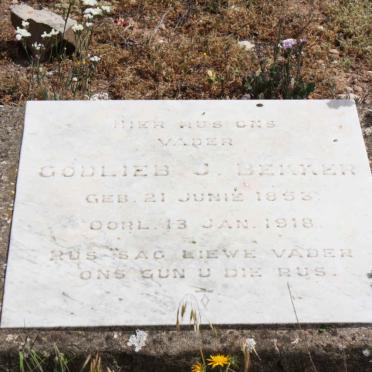 HIER RUS ONS
VADER
GODLIEB J. BEKKER
GEB. 21 JUNIE 1853.
OORL. 13 JAN. 1918.
RUS SAG LIEWE VADER
ONS GUN U DIE RUS.